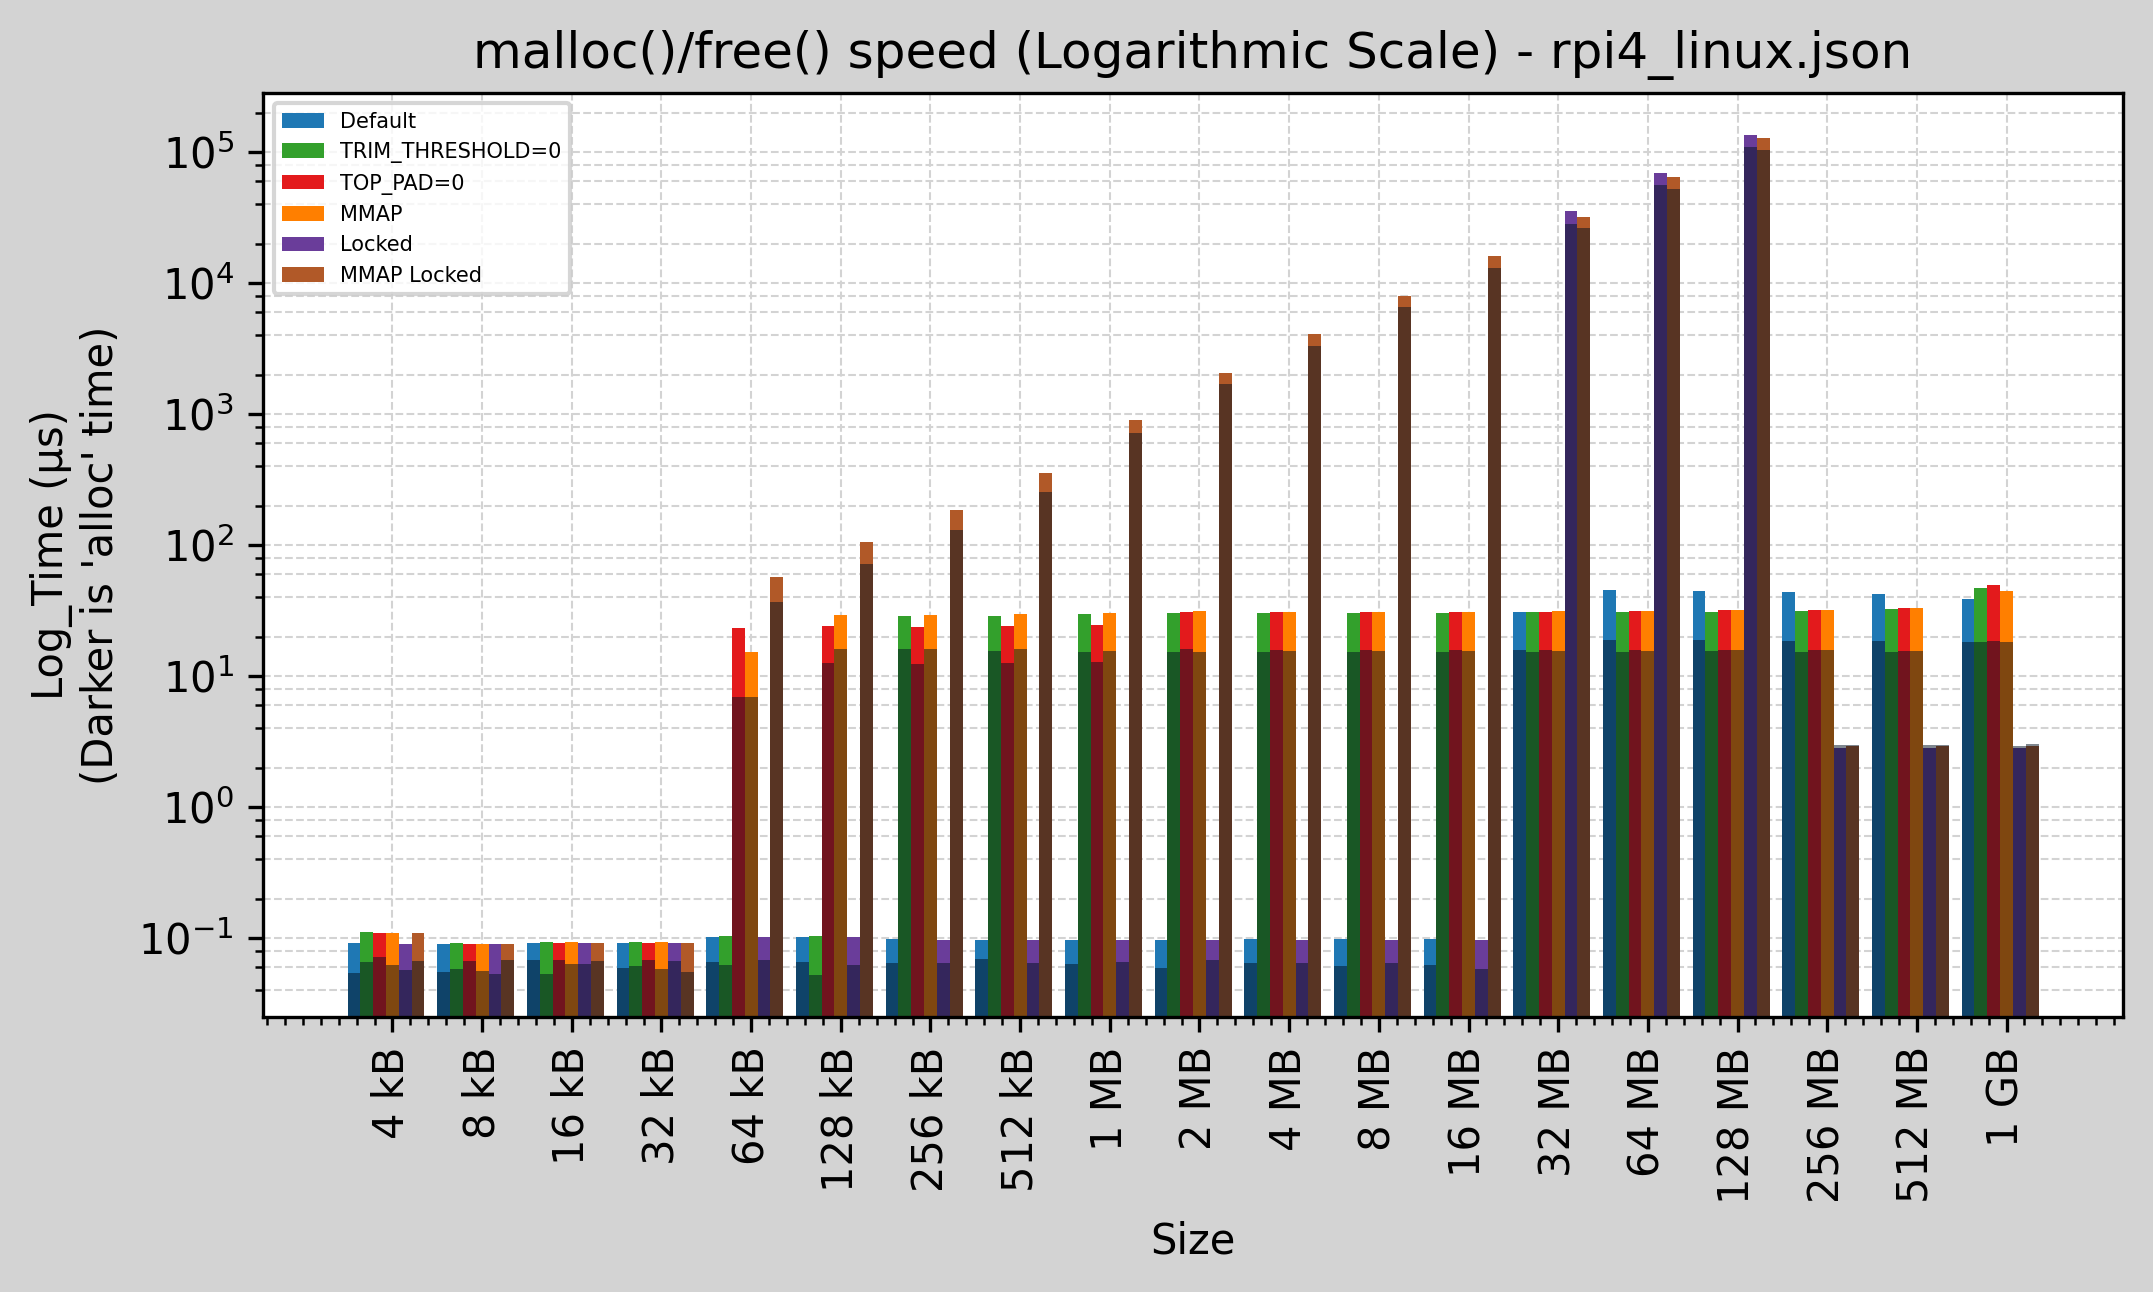 malloc()/free() speed (Logarithmic Scale) - rpi4_linux.json
Default
TRIM_THRESHOLD=0
TOP_PAD=0
MMAP
Locked
MMAP Locked
10⁵
10⁴
10³
10²
10¹
10⁰
10⁻¹
Log_Time (µs)
(Darker is 'alloc' time)
4 kB
8 kB
16 kB
32 kB
64 kB
128 kB
256 kB
512 kB
1 MB
2 MB
4 MB
8 MB
16 MB
32 MB
64 MB
128 MB
256 MB
512 MB
1 GB
Size